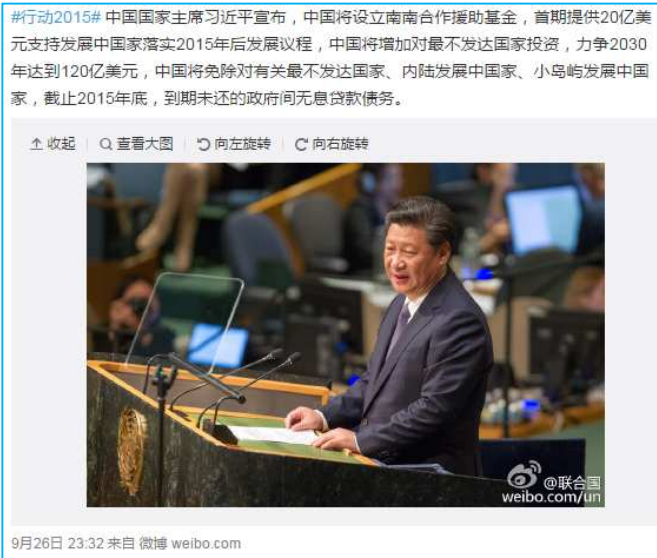 #行动2015# 中国国家主席习近平宣布，中国将设立南南合作援助基金，首期提供20亿美
元支持发展中国家落实2015年后发展议程，中国将增加对最不发达国家投资，力争2030
年达到120亿美元，中国将免除对有关最不发达国家、内陆发展中国家、小岛屿发展中国
家，截止2015年底，到期未还的政府间无息贷款债务。
收起 查看大图 向左旋转 向右旋转
@联合国
weibo.com/un
9月26日 23:32 来自 微博 weibo.com